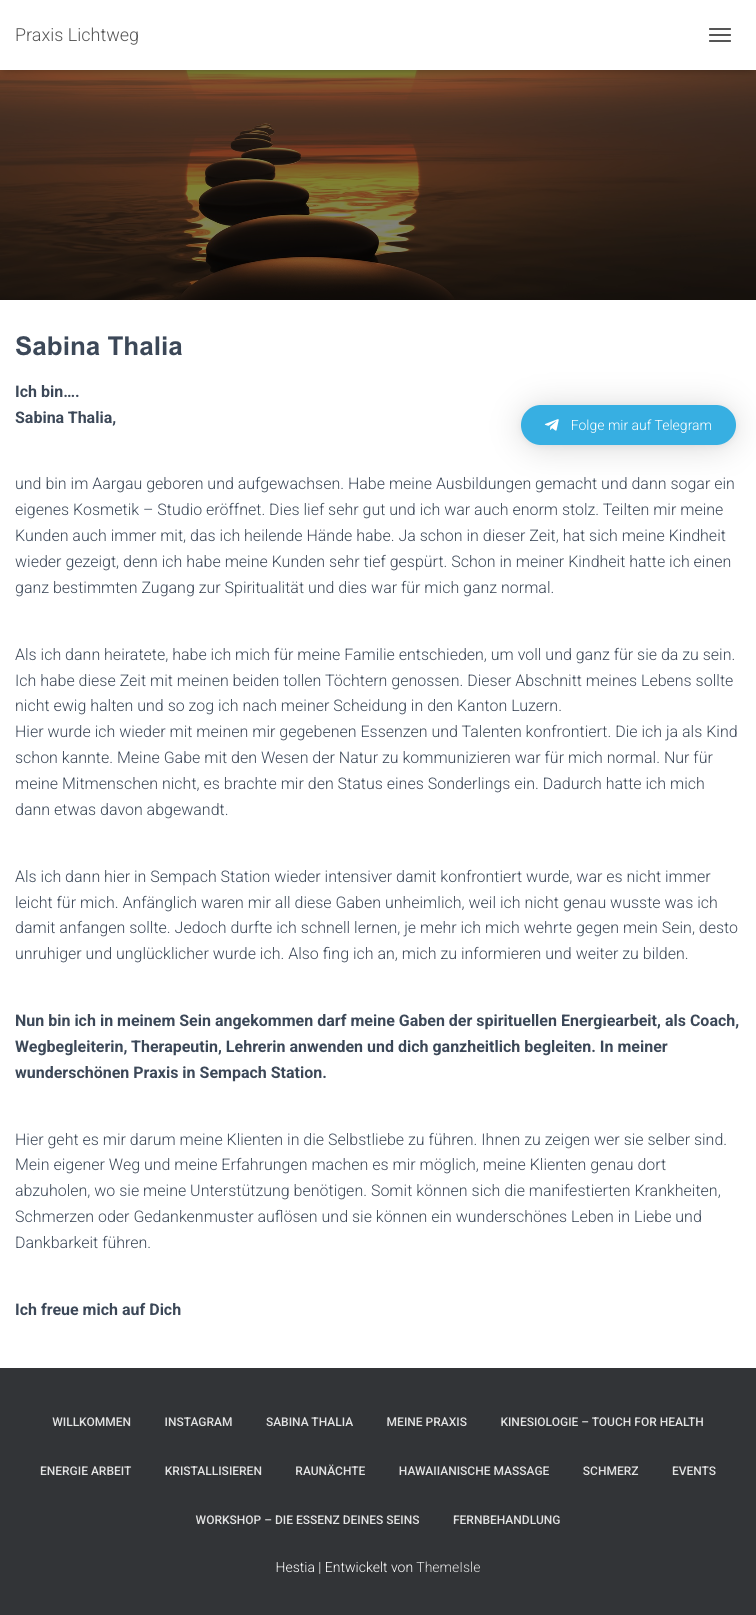 Praxis Lichtweg
Sabina Thalia
Ich bin....
Sabina Thalia,
Folge mir auf Telegram
und bin im Aargau geboren und aufgewachsen. Habe meine Ausbildungen gemacht und dann sogar ein
eigenes Kosmetik – Studio eröffnet. Dies lief sehr gut und ich war auch enorm stolz. Teilten mir meine
Kunden auch immer mit, das ich heilende Hände habe. Ja schon in dieser Zeit, hat sich meine Kindheit
wieder gezeigt, denn ich habe meine Kunden sehr tief gespürt. Schon in meiner Kindheit hatte ich einen
ganz bestimmten Zugang zur Spiritualität und dies war für mich ganz normal.
Als ich dann heiratete, habe ich mich für meine Familie entschieden, um voll und ganz für sie da zu sein.
Ich habe diese Zeit mit meinen beiden tollen Töchtern genossen. Dieser Abschnitt meines Lebens sollte
nicht ewig halten und so zog ich nach meiner Scheidung in den Kanton Luzern.
Hier wurde ich wieder mit meinen mir gegebenen Essenzen und Talenten konfrontiert. Die ich ja als Kind
schon kannte. Meine Gabe mit den Wesen der Natur zu kommunizieren war für mich normal. Nur für
meine Mitmenschen nicht, es brachte mir den Status eines Sonderlings ein. Dadurch hatte ich mich
dann etwas davon abgewandt.
Als ich dann hier in Sempach Station wieder intensiver damit konfrontiert wurde, war es nicht immer
leicht für mich. Anfänglich waren mir all diese Gaben unheimlich, weil ich nicht genau wusste was ich
damit anfangen sollte. Jedoch durfte ich schnell lernen, je mehr ich mich wehrte gegen mein Sein, desto
unruhiger und unglücklicher wurde ich. Also fing ich an, mich zu informieren und weiter zu bilden.
Nun bin ich in meinem Sein angekommen darf meine Gaben der spirituellen Energiearbeit, als Coach,
Wegbegleiterin, Therapeutin, Lehrerin anwenden und dich ganzheitlich begleiten. In meiner
wunderschönen Praxis in Sempach Station.
Hier geht es mir darum meine Klienten in die Selbstliebe zu führen. Ihnen zu zeigen wer sie selber sind.
Mein eigener Weg und meine Erfahrungen machen es mir möglich, meine Klienten genau dort
abzuholen, wo sie meine Unterstützung benötigen. Somit können sich die manifestierten Krankheiten,
Schmerzen oder Gedankenmuster auflösen und sie können ein wunderschönes Leben in Liebe und
Dankbarkeit führen.
Ich freue mich auf Dich
WILLKOMMEN INSTAGRAM SABINA THALIA MEINE PRAXIS KINESIOLOGIE – TOUCH FOR HEALTH
ENERGIE ARBEIT KRISTALLISIEREN RAUNÄCHTE HAWAIIANISCHE MASSAGE SCHMERZ EVENTS
WORKSHOP – DIE ESSENZ DEINES SEINS FERNBEHANDLUNG
Hestia | Entwickelt von ThemeIsle